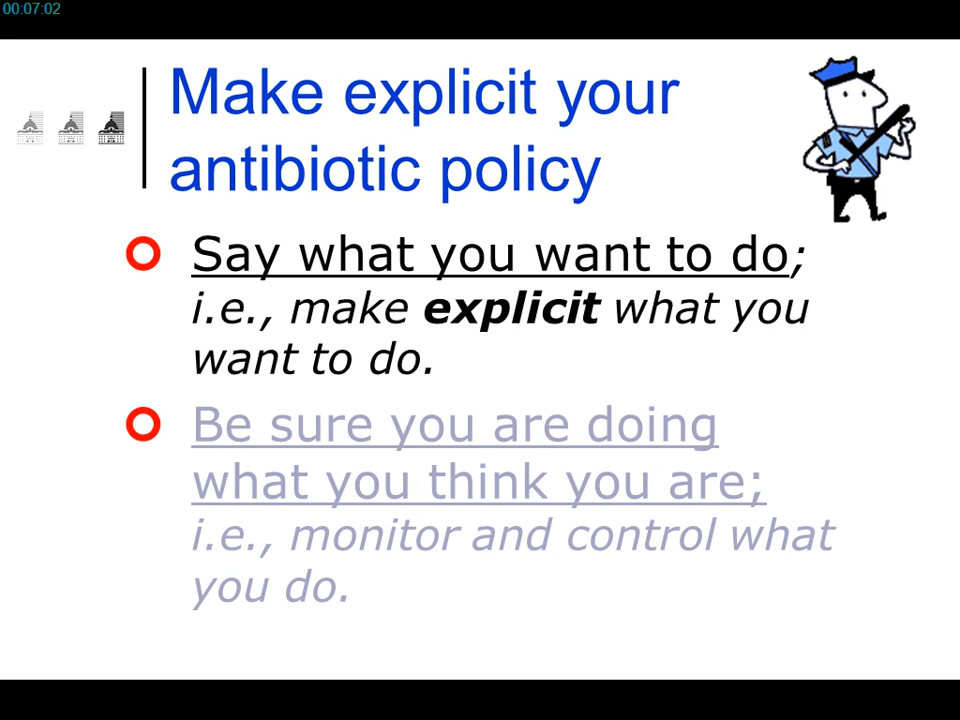 00:07:02
Make explicit your
antibiotic policy
Say what you want to do;
i.e., make explicit what you
want to do.
Be sure you are doing
what you think you are;
i.e., monitor and control what
you do.